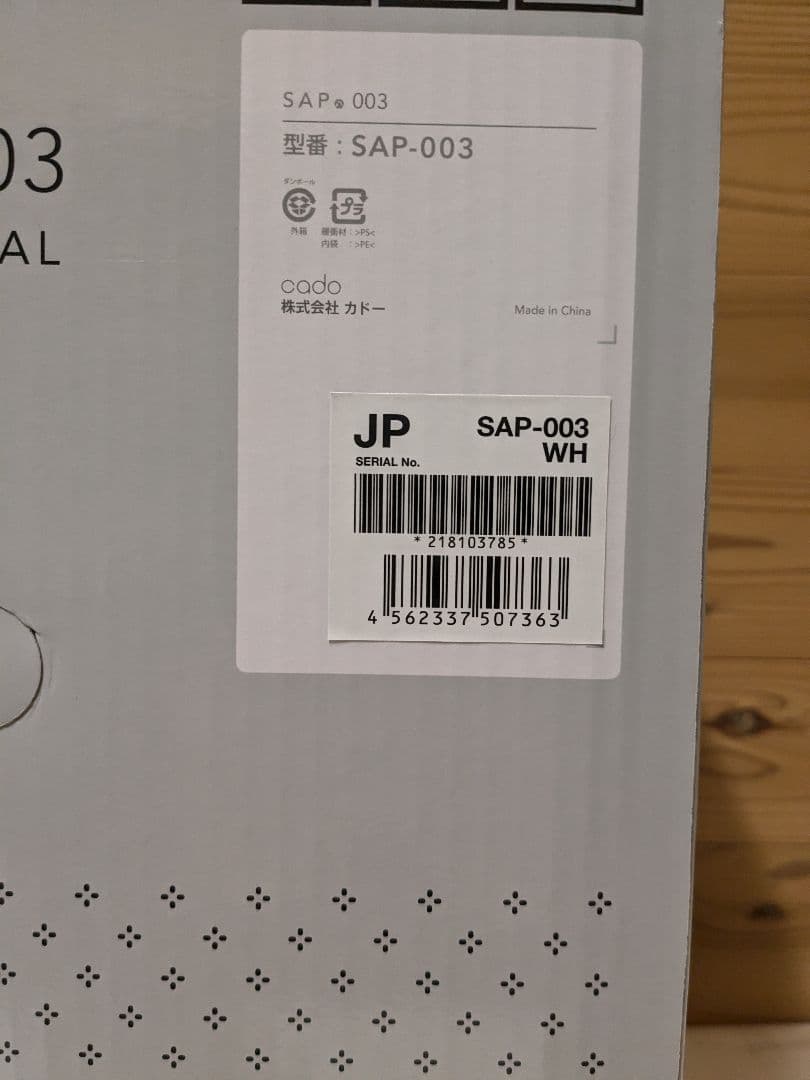 03
AL
SAP 003
型番：SAP-003
ダンボール
プラ
外箱
緩衝材：>PS<
内袋：>PE<
cado
株式会社 カドー
Made in China
JP
SAP-003
WH
SERIAL No.
*218103785*
4 562337 507363